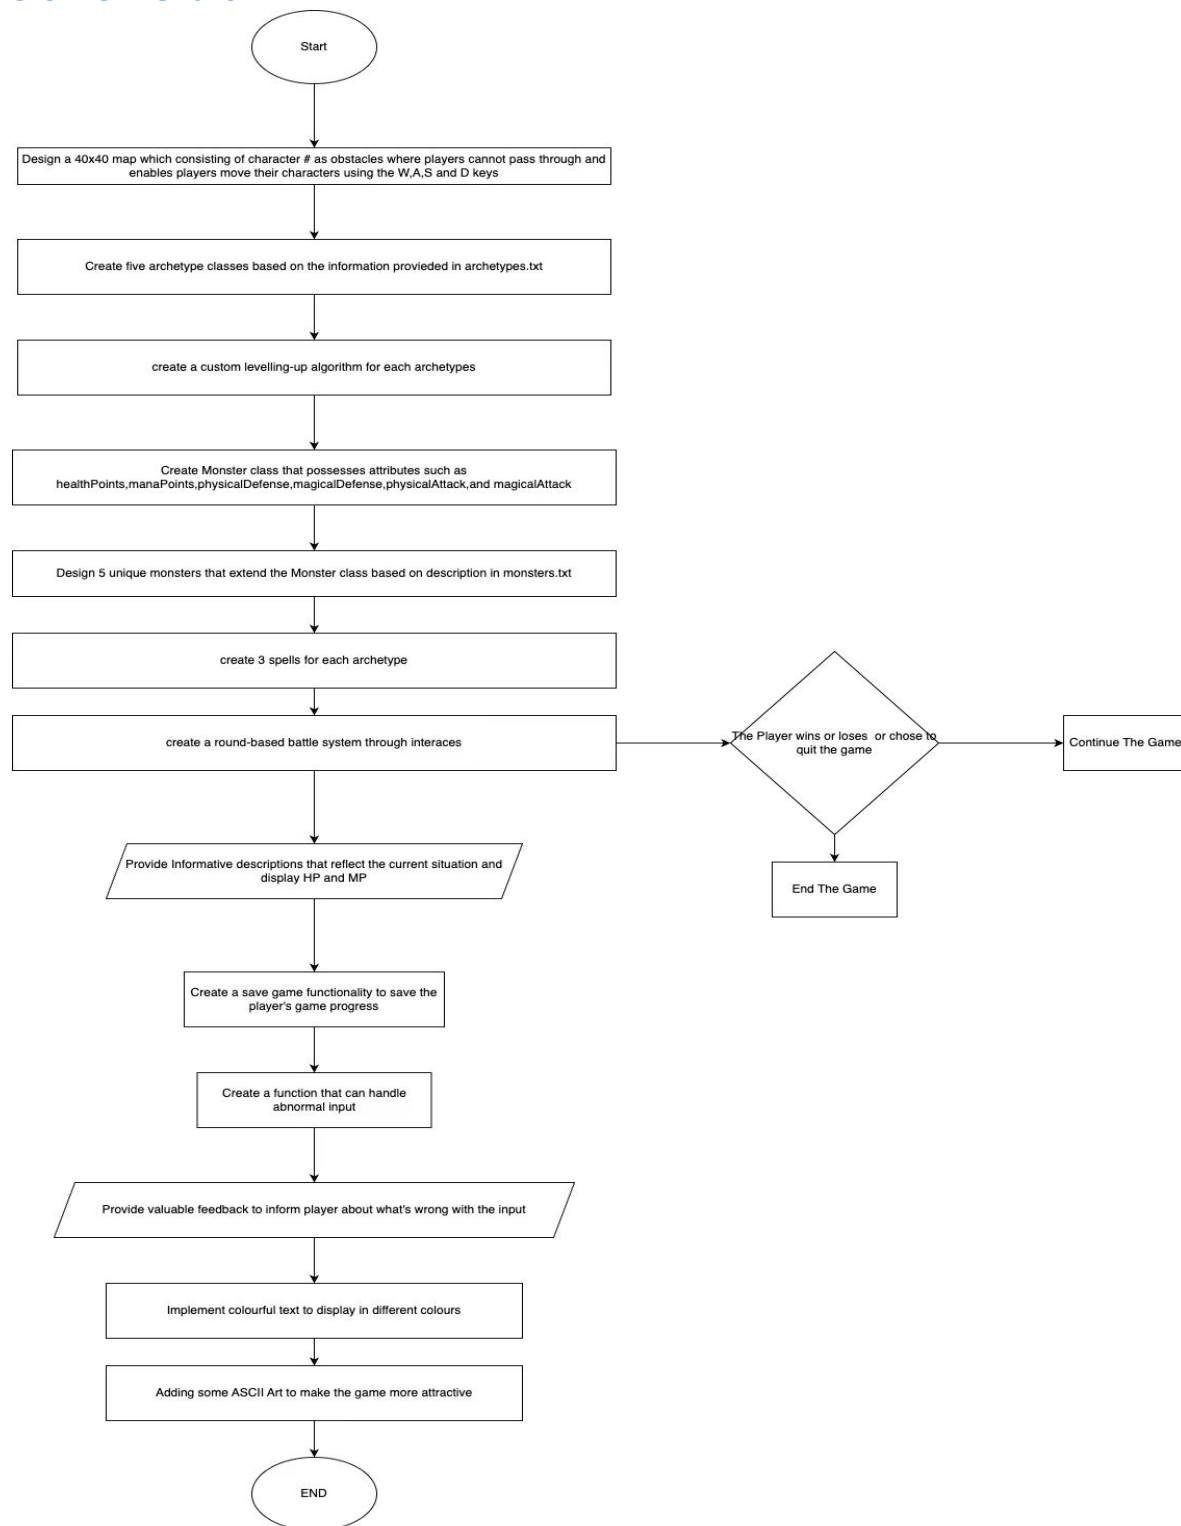 Start
Design a 40x40 map which consisting of character # as obstacles where players cannot pass through and
enables players move their characters using the W,A,S and D keys
Create five archetype classes based on the information provieded in archetypes.txt
create a custom levelling-up algorithm for each archetypes
Create Monster class that possesses attributes such as
healthPoints,manaPoints,physicalDefense,magicalDefense,physicalAttack,and magicalAttack
Design 5 unique monsters that extend the Monster class based on description in monsters.txt
create 3 spells for each archetype
create a round-based battle system through interaces
The Player wins or loses or chose to
quit the game
Continue The Game
End The Game
Provide Informative descriptions that reflect the current situation and
display HP and MP
Create a save game functionality to save the
player's game progress
Create a function that can handle
abnormal input
Provide valuable feedback to inform player about what's wrong with the input
Implement colourful text to display in different colours
Adding some ASCII Art to make the game more attractive
END